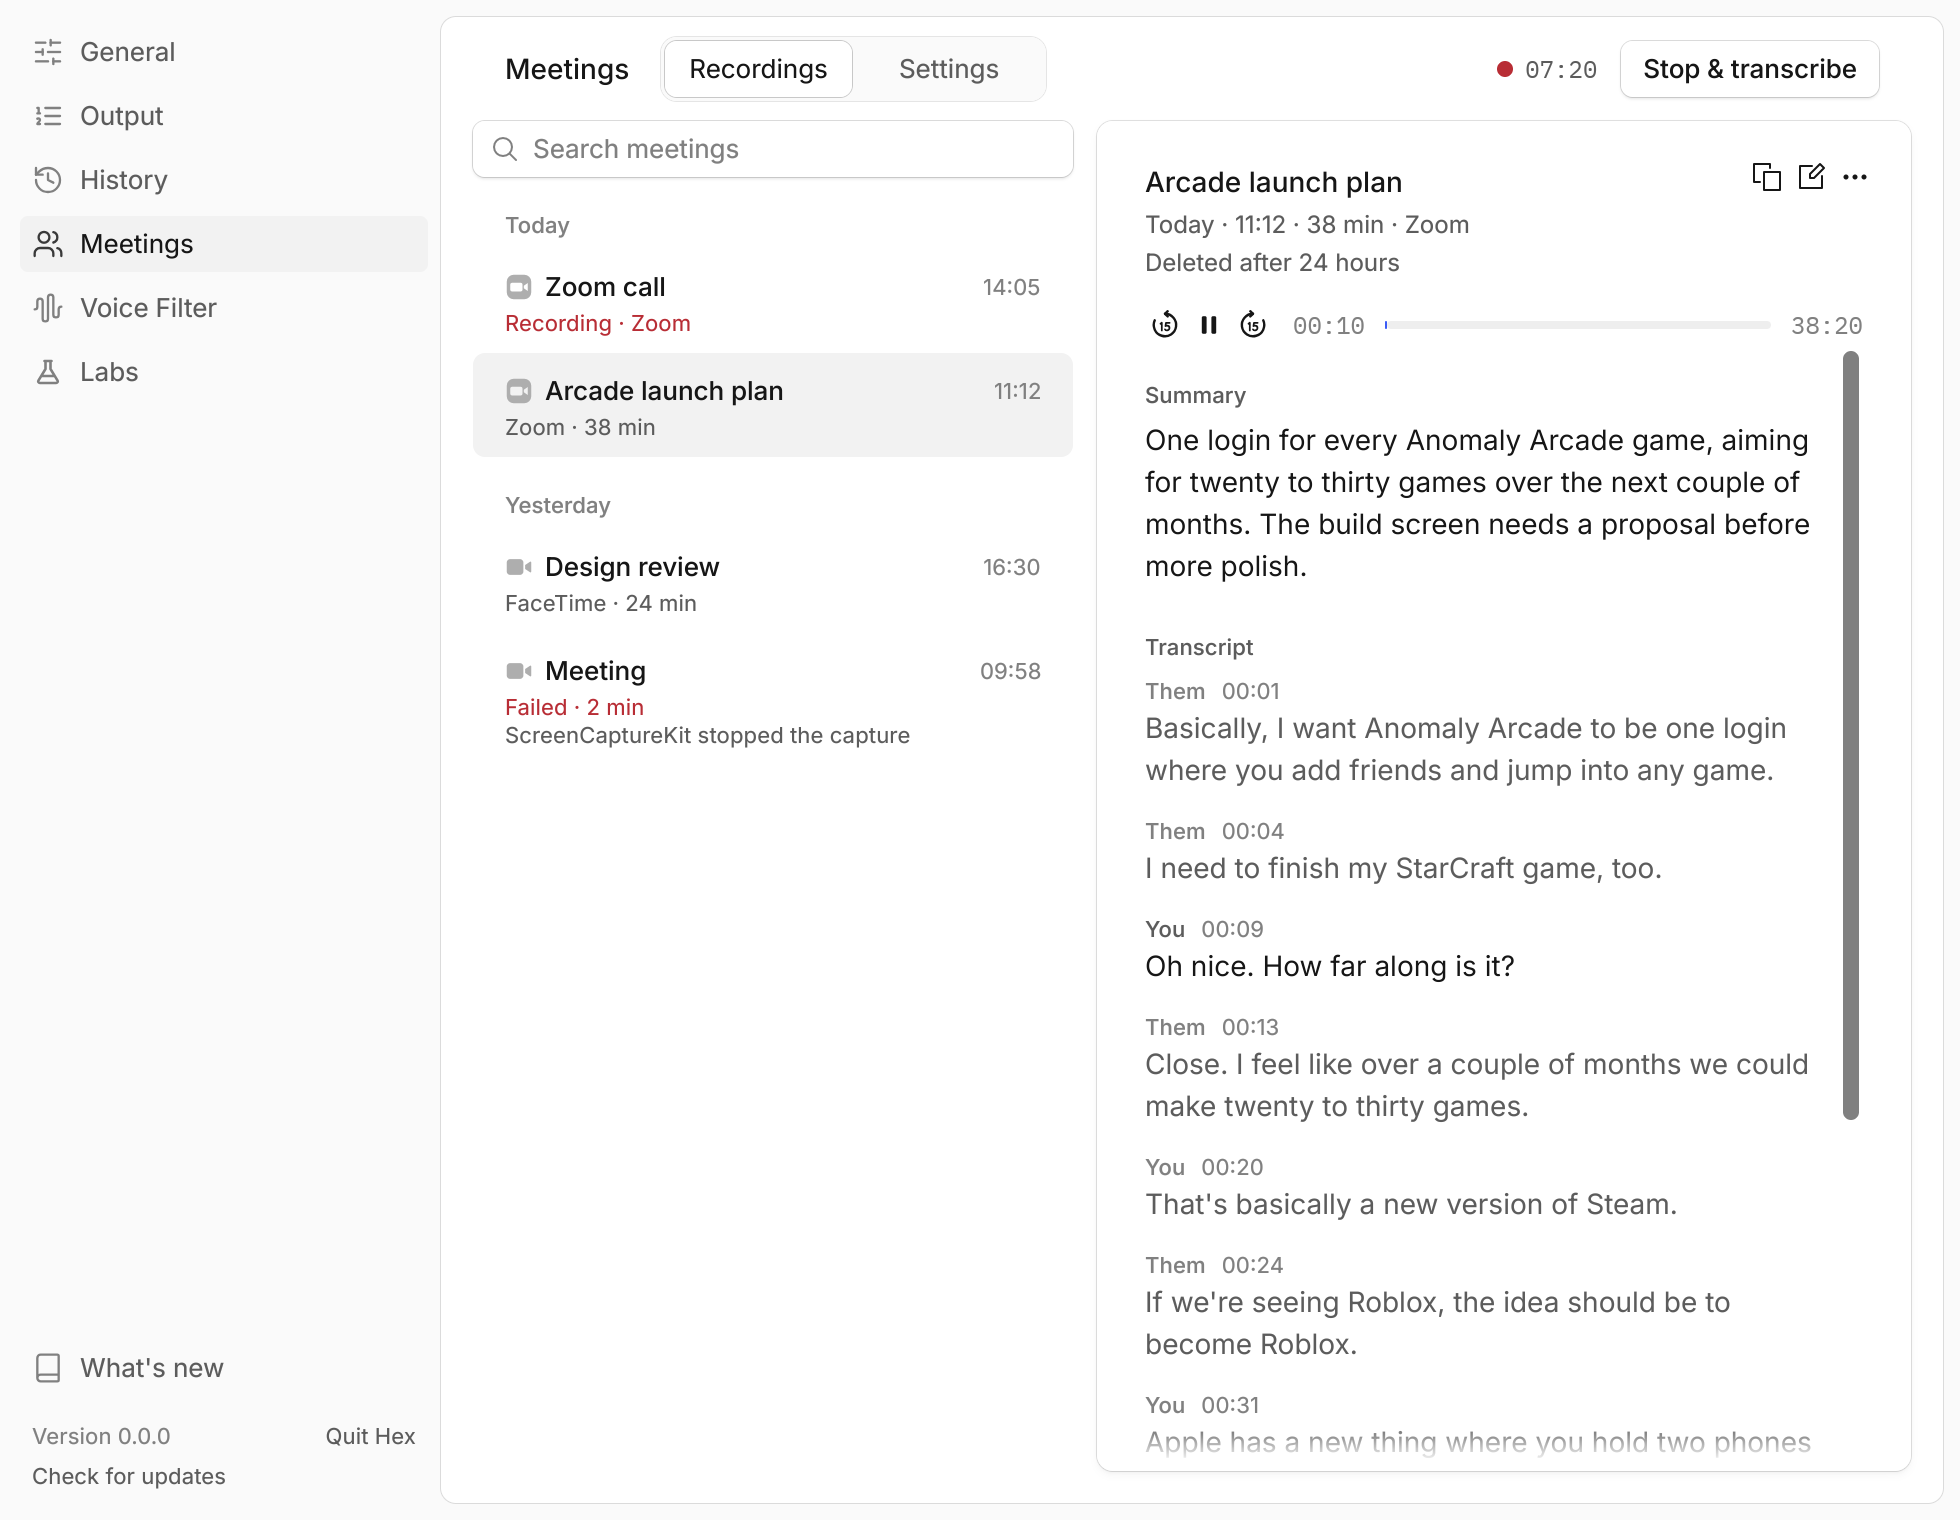 General
Output
History
Meetings
Voice Filter
Labs
What's new
Version 0.0.0
Quit Hex
Check for updates
Meetings
Recordings
Settings
07:20
Stop & transcribe
Search meetings
Today
Zoom call
14:05
Recording · Zoom
Arcade launch plan
11:12
Zoom · 38 min
Yesterday
Design review
16:30
FaceTime · 24 min
Meeting
09:58
Failed · 2 min
ScreenCaptureKit stopped the capture
Arcade launch plan
Today · 11:12 · 38 min · Zoom
Deleted after 24 hours
15
15
00:10
38:20
Summary
One login for every Anomaly Arcade game, aiming
for twenty to thirty games over the next couple of
months. The build screen needs a proposal before
more polish.
Transcript
Them 00:01
Basically, I want Anomaly Arcade to be one login
where you add friends and jump into any game.
Them 00:04
I need to finish my StarCraft game, too.
You 00:09
Oh nice. How far along is it?
Them 00:13
Close. I feel like over a couple of months we could
make twenty to thirty games.
You 00:20
That's basically a new version of Steam.
Them 00:24
If we're seeing Roblox, the idea should be to
become Roblox.
You 00:31
Apple has a new thing where you hold two phones